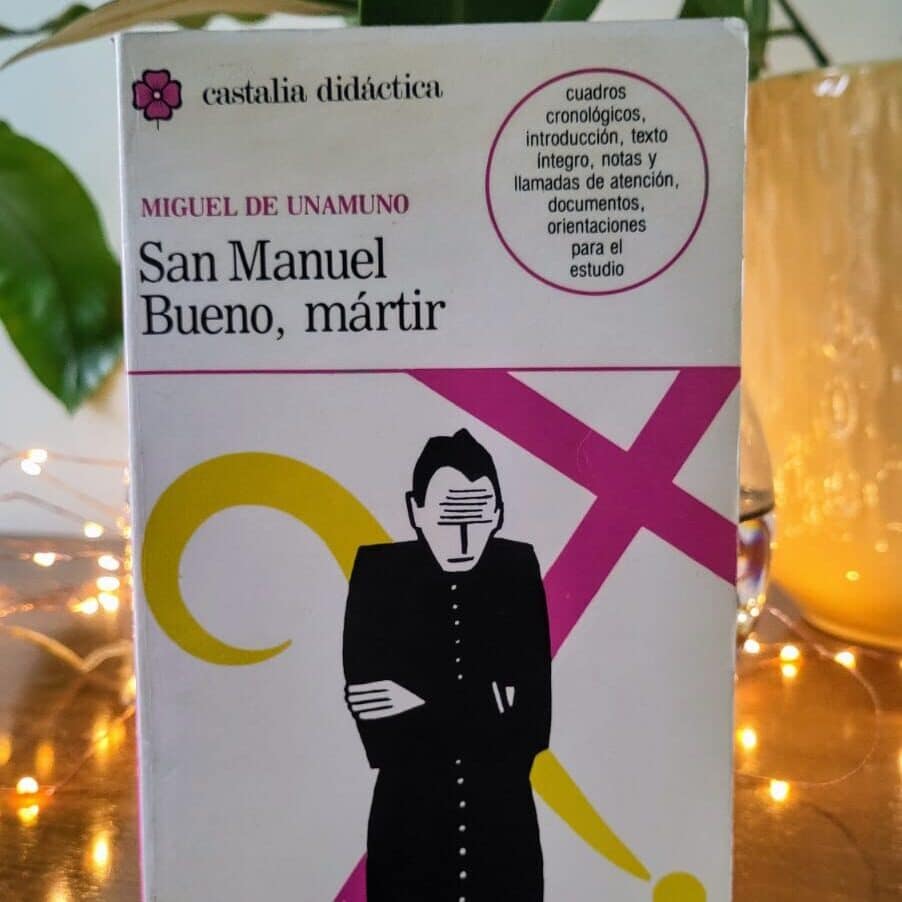 castalia didáctica
cuadros
cronológicos,
introducción, texto
íntegro, notas y
llamadas de atención,
documentos,
orientaciones
para el
estudio
MIGUEL DE UNAMUNO
San Manuel
Bueno, mártir